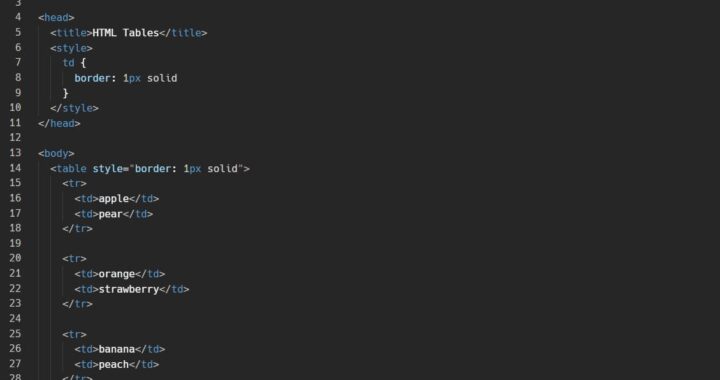 3
4 <head>
5 <title>HTML Tables</title>
6 <style>
7 td {
8 border: 1px solid
9 }
10 </style>
11 </head>
12
13 <body>
14 <table style="border: 1px solid">
15 <tr>
16 <td>apple</td>
17 <td>pear</td>
18 </tr>
19
20 <tr>
21 <td>orange</td>
22 <td>strawberry</td>
23 </tr>
24
25 <tr>
26 <td>banana</td>
27 <td>peach</td>
28 </tr>